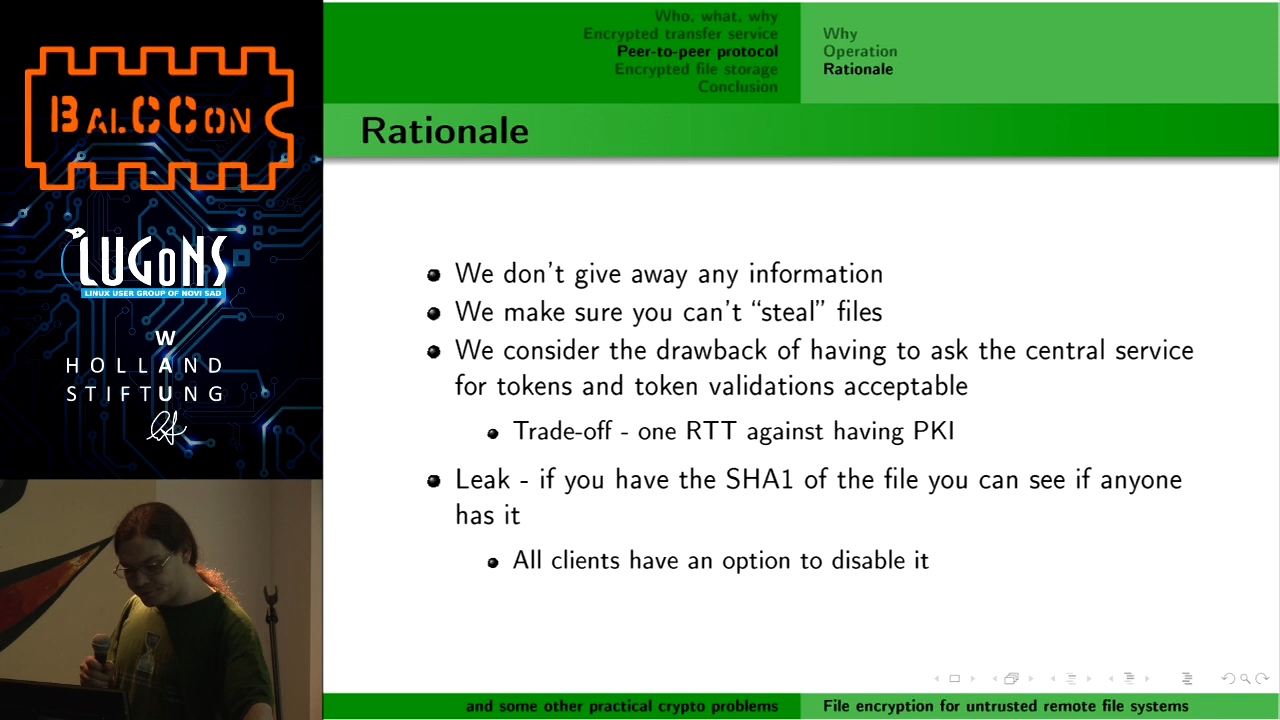 BALCCON
LUGONS
LINUX USER GROUP OF NOVI SAD
W
HOLLAND
STIFTUNG
Who, what, why
Encrypted transfer service
Peer-to-peer protocol
Encrypted file storage
Conclusion
Why
Operation
Rationale
Rationale
We don't give away any information
We make sure you can't “steal” files
We consider the drawback of having to ask the central service
for tokens and token validations acceptable
Trade-off - one RTT against having PKI
Leak - if you have the SHA1 of the file you can see if anyone
has it
All clients have an option to disable it
and some other practical crypto problems
File encryption for untrusted remote file systems